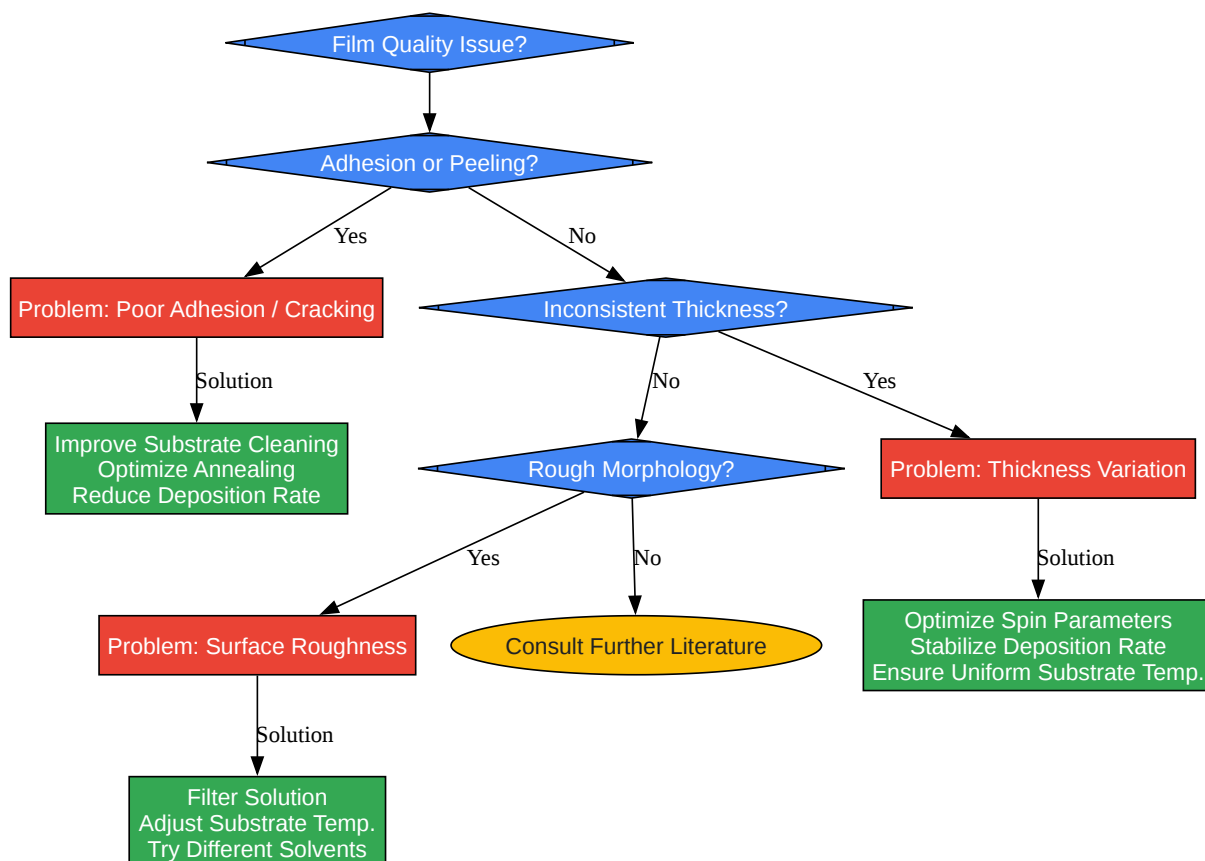 Film Quality Issue?
Adhesion or Peeling?
Yes
No
Problem: Poor Adhesion / Cracking
Inconsistent Thickness?
Solution
No
Yes
Improve Substrate Cleaning
Optimize Annealing
Reduce Deposition Rate
Rough Morphology?
Problem: Thickness Variation
Yes
No
Solution
Problem: Surface Roughness
Consult Further Literature
Optimize Spin Parameters
Stabilize Deposition Rate
Ensure Uniform Substrate Temp.
Solution
Filter Solution
Adjust Substrate Temp.
Try Different Solvents